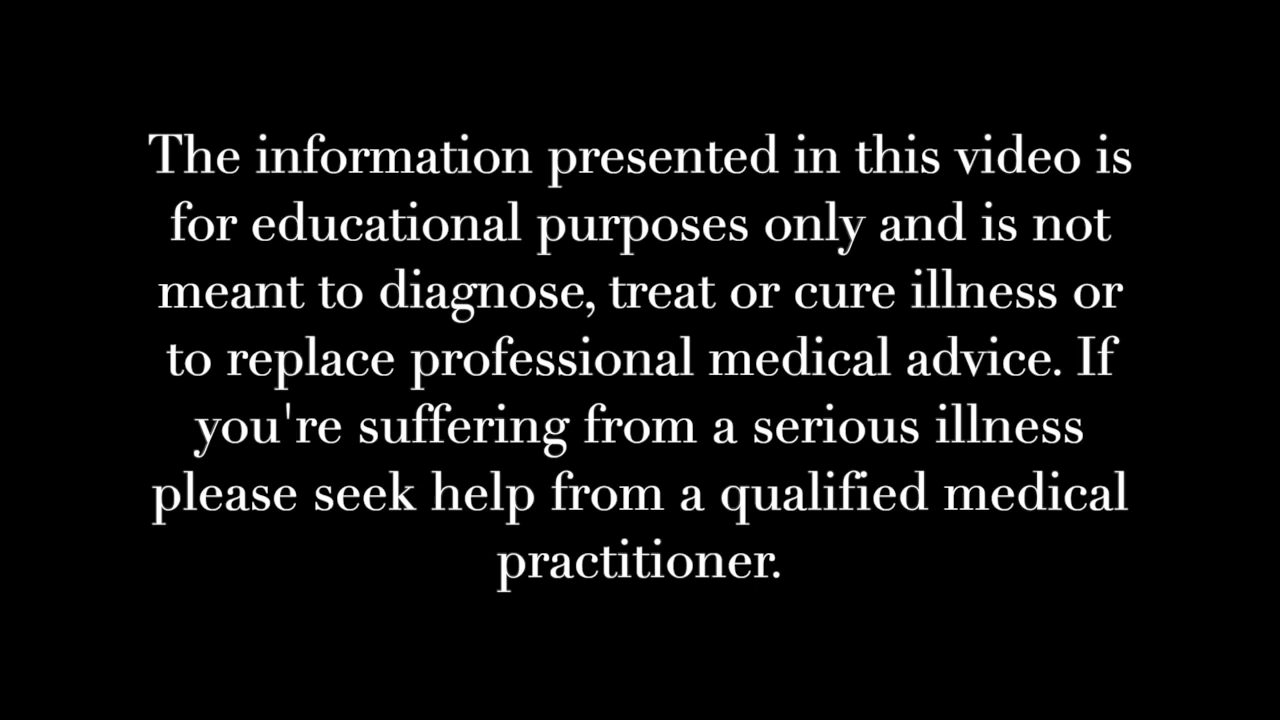 The information presented in this video is
for educational purposes only and is not
meant to diagnose, treat or cure illness or
to replace professional medical advice. If
you're suffering from a serious illness
please seek help from a qualified medical
practitioner.